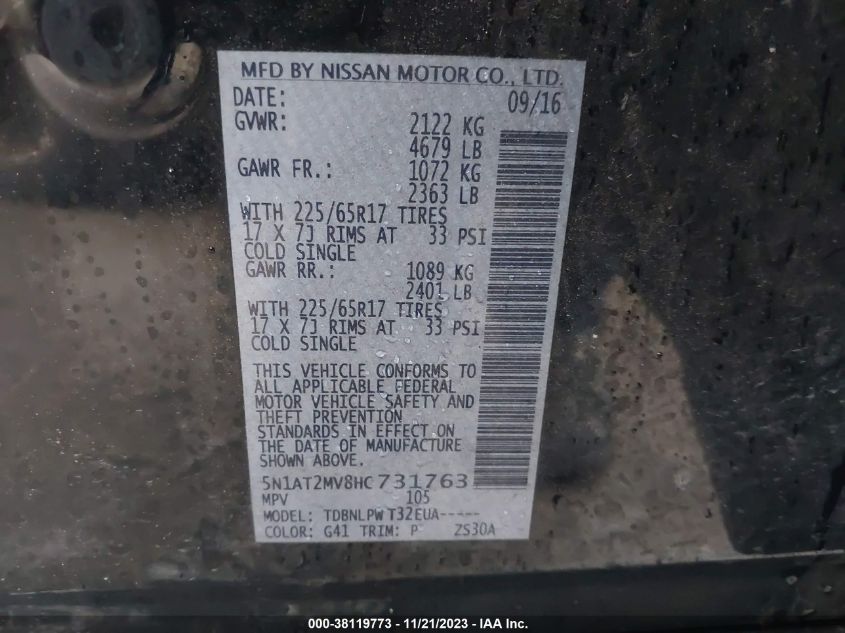 MFD BY NISSAN MOTOR CO., LTD.
DATE: 09/16
GVWR: 2122 KG
4679 LB
GAWR FR.: 1072 KG
2363 LB
WITH 225/65R17 TIRES
17 X 7J RIMS AT 33 PSI
COLD SINGLE
GAWR RR.: 1089 KG
2401 LB
WITH 225/65R17 TIRES
17 X 7J RIMS AT 33 PSI
COLD SINGLE
THIS VEHICLE CONFORMS TO
ALL APPLICABLE FEDERAL
MOTOR VEHICLE SAFETY AND
THEFT PREVENTION
STANDARDS IN EFFECT ON
THE DATE OF MANUFACTURE
SHOWN ABOVE.
5N1AT2MV8HC731763
MPV 105
MODEL: TDBNLPW T32EUA-----
COLOR: G41 TRIM: P ZS30A
000-38119773 - 11/21/2023 - IAA Inc.